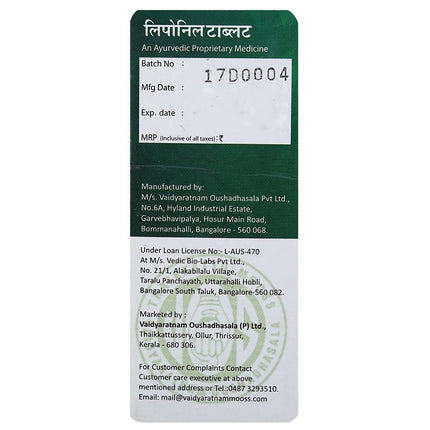 लिपोनिल टाब्लट
An Ayurvedic Proprietary Medicine
Batch No : 17D0004
Mfg Date :
Exp. date :
MRP (Inclusive of all taxes):₹
Manufactured by:
M/s. Vaidyaratnam Oushadhasala Pvt Ltd.,
No.6A, Hyland Industrial Estate,
Garvebhavipalya, Hosur Main Road,
Bommanahalli, Bangalore - 560 068.
Under Loan License No:- L-AUS-470
At M/s. Vedic Bio-Labs Pvt Ltd.,
No. 21/1, Alakabilalu Village,
Taralu Panchayath, Uttarahalli Hobli,
Bangalore South Taluk, Bangalore-560 082.
Marketed by :
Vaidyaratnam Oushadhasala (P) Ltd.,
Thaikkattussery, Ollur, Thrissur,
Kerala - 680 306.
For Customer Complaints Contact
Customer care executive at above
mentioned address or Tel.: 0487 3293510.
Email; mail@vaidyaratnammooss.com